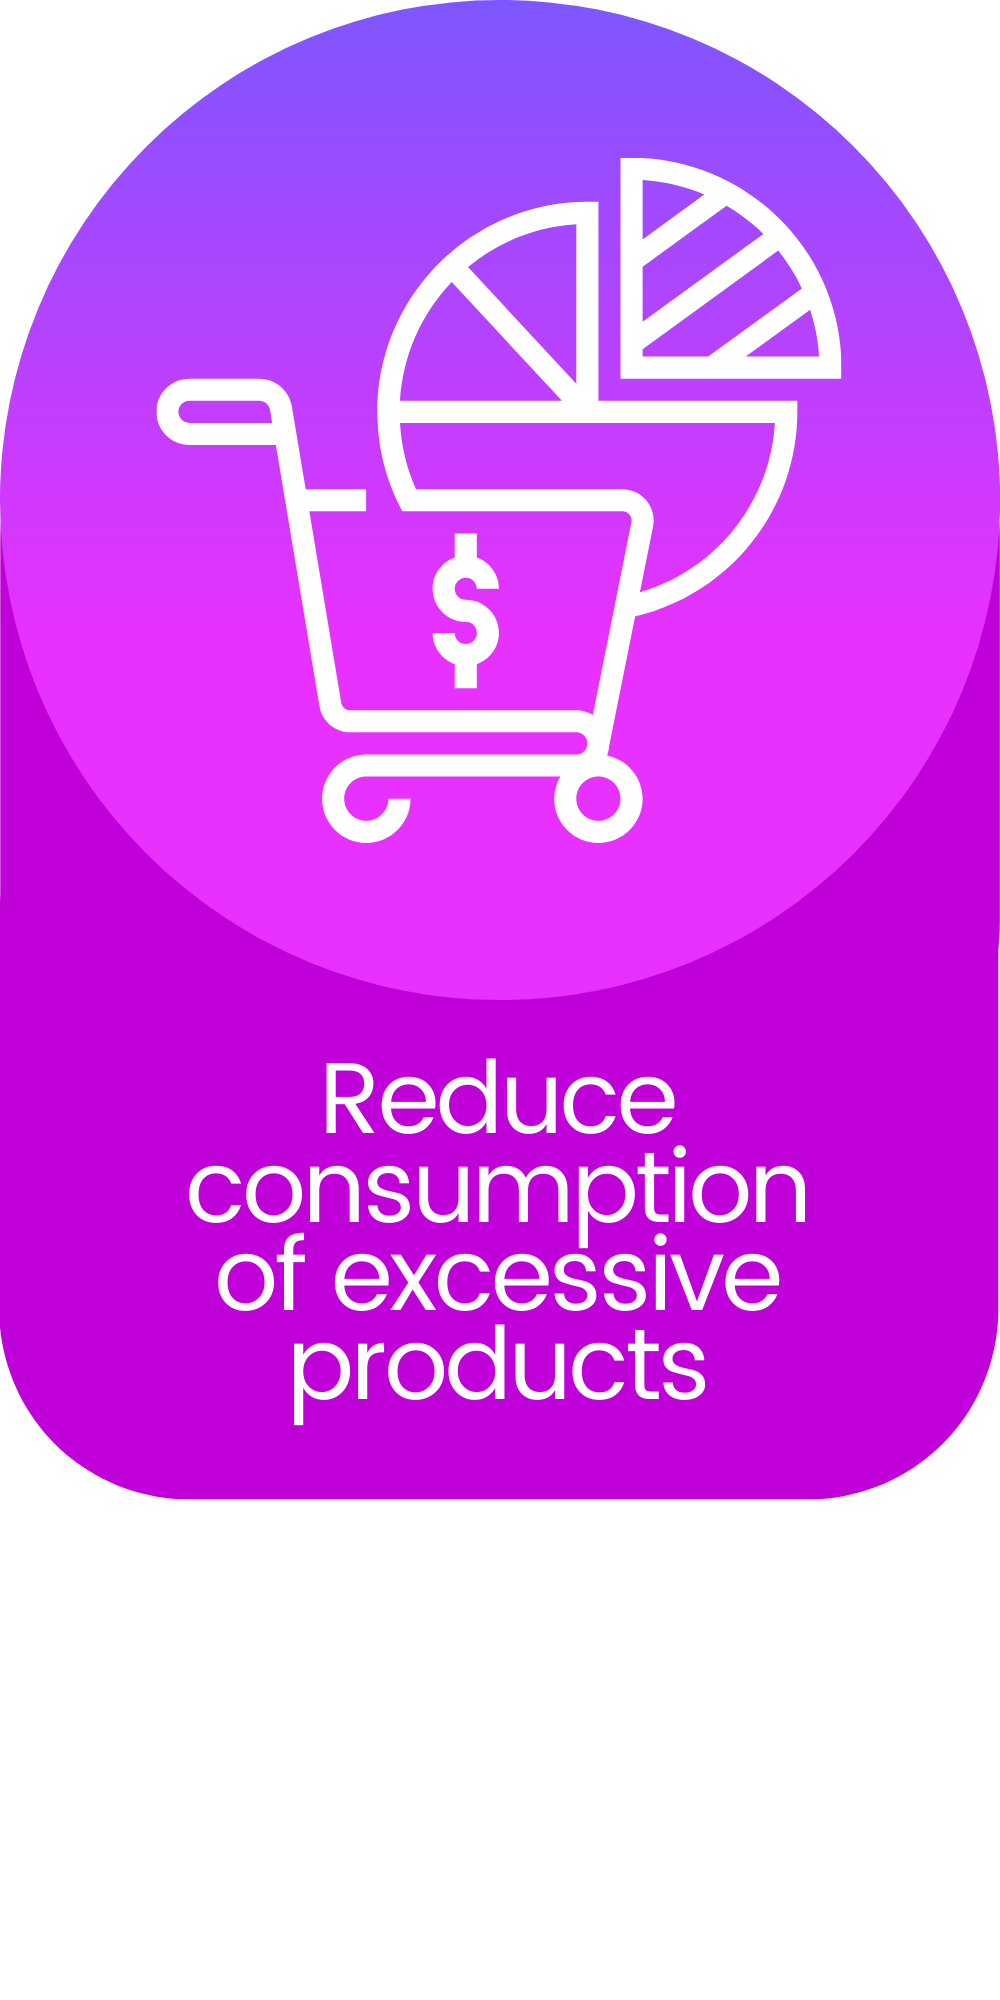 $
Reduce
consumption
of excessive
products